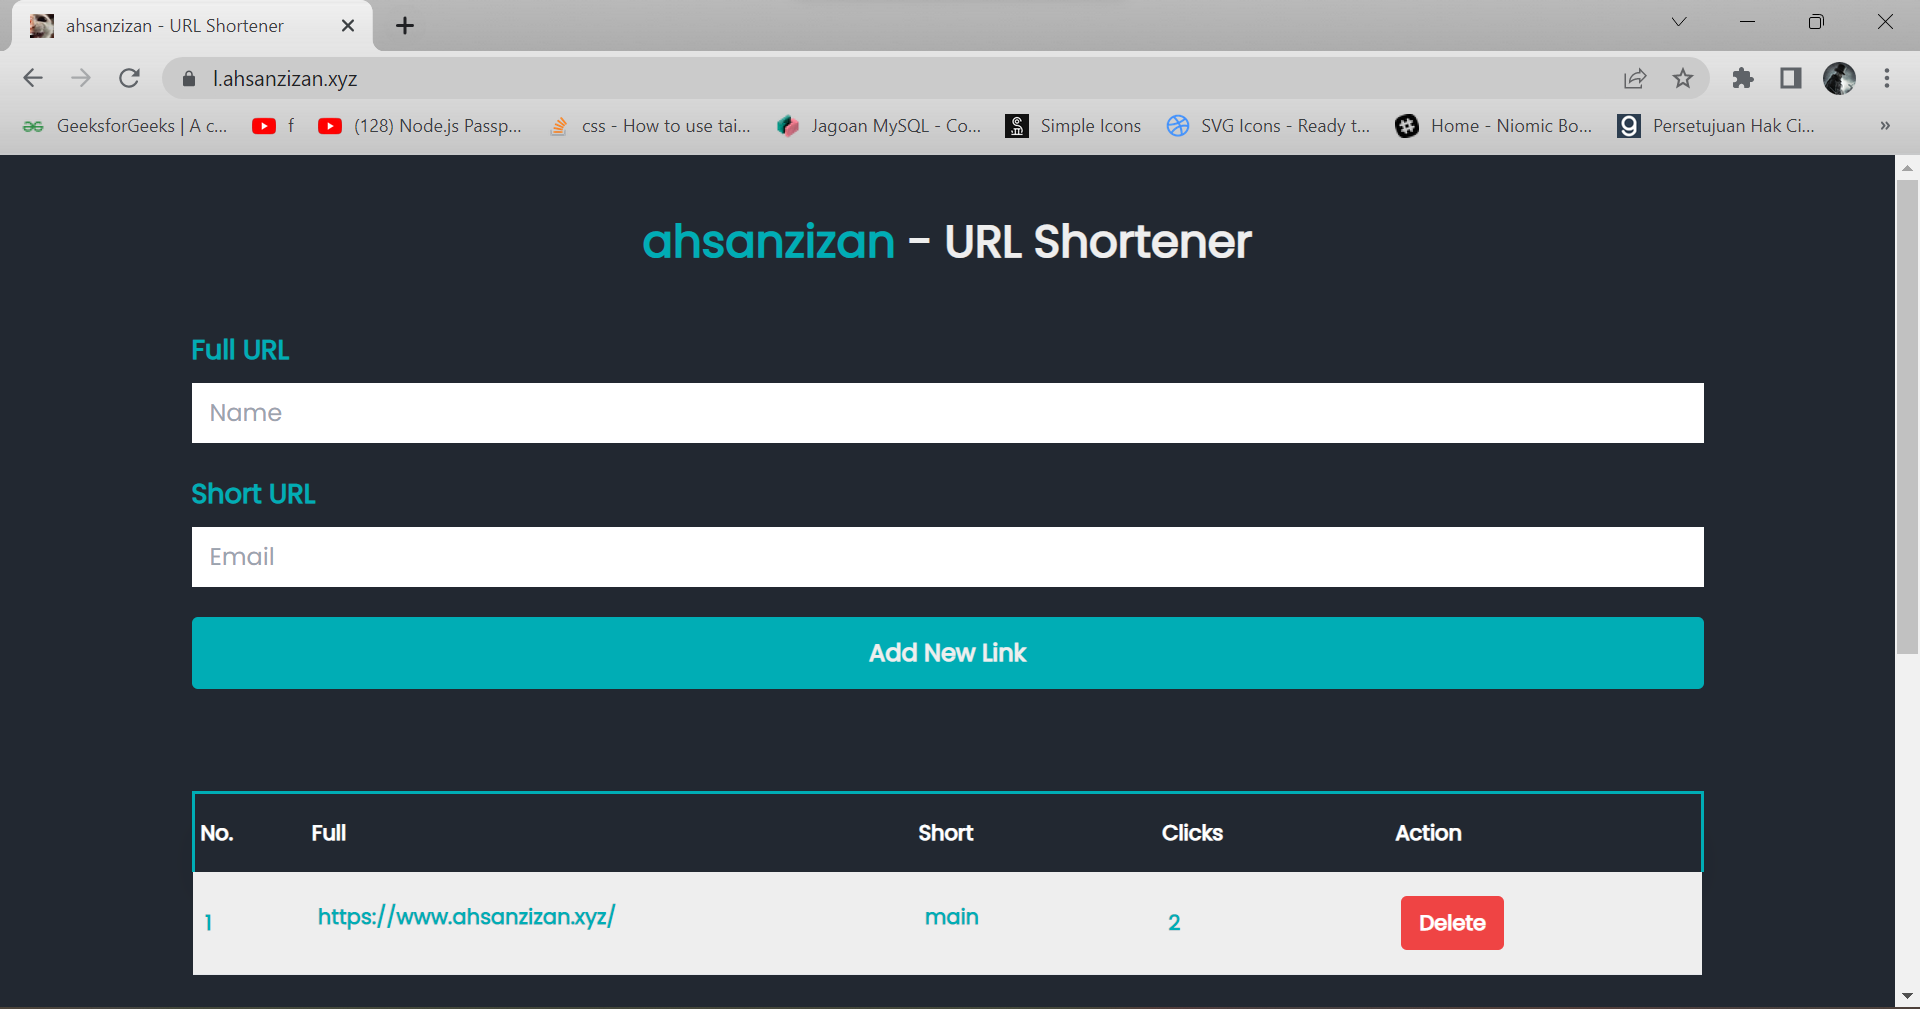 ahsanzizan - URL Shortener
l.ahsanzizan.xyz
GeeksforGeeks | A c... f (128) Node.js Passp... css - How to use tai... Jagoan MySQL - Co... Simple Icons SVG Icons - Ready t... Home - Niomic Bo... Persetujuan Hak Ci... »
ahsanzizan - URL Shortener
Full URL
Name
Short URL
Email
Add New Link
No. Full Short Clicks Action
1 https://www.ahsanzizan.xyz/ main 2 Delete